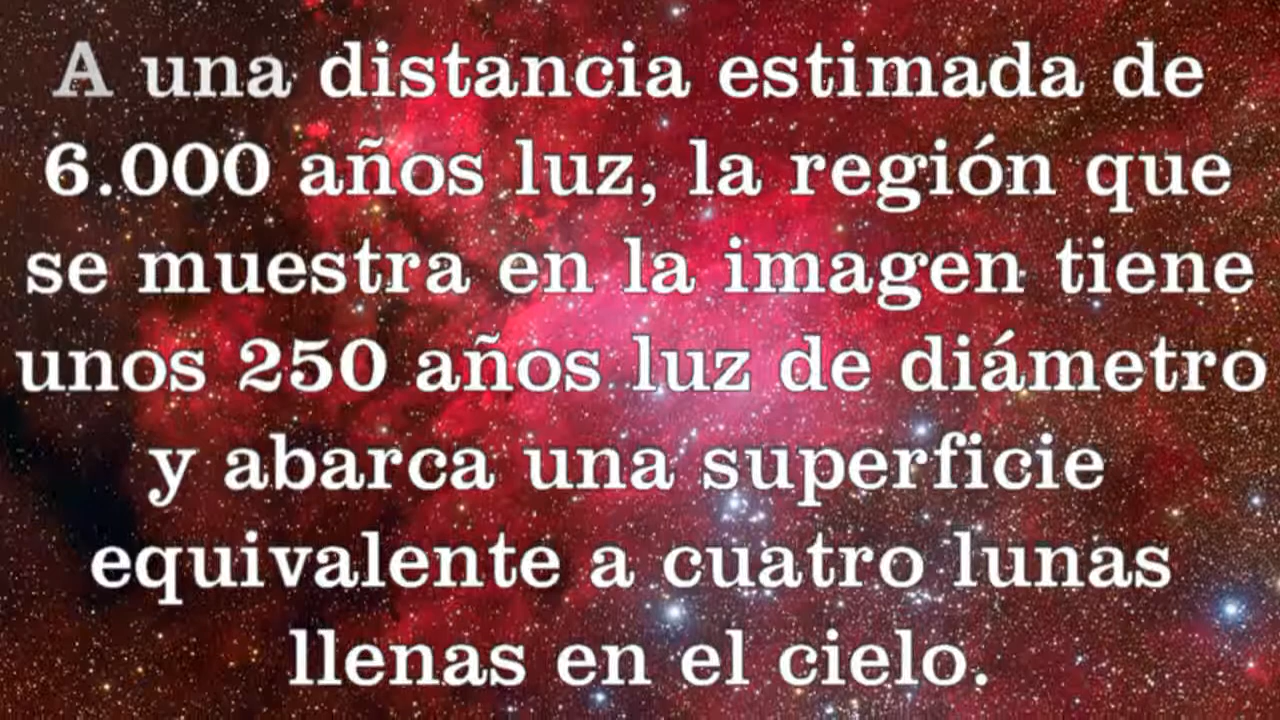 A una distancia estimada de
6.000 años luz, la región que
se muestra en la imagen tiene
unos 250 años luz de diámetro
y abarca una superficie
equivalente a cuatro lunas
llenas en el cielo.